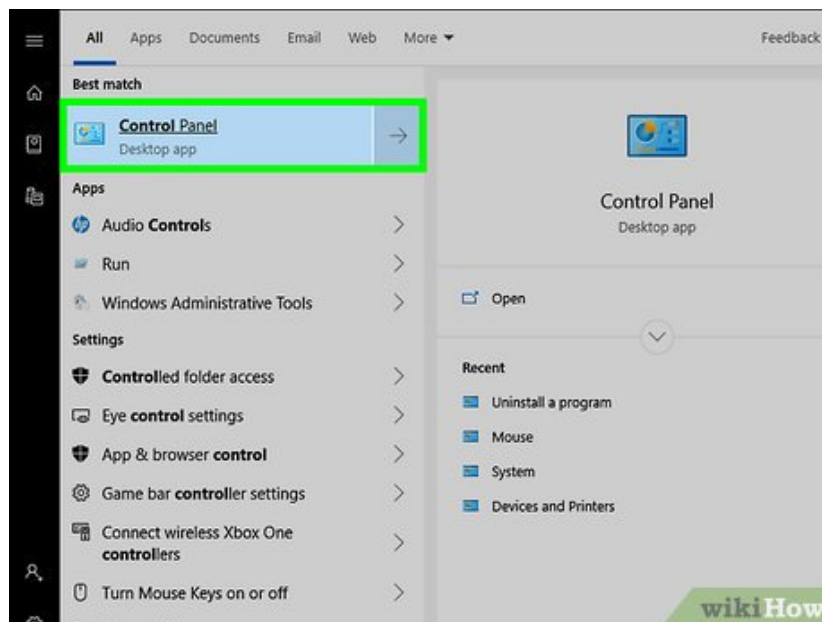 All Apps Documents Email Web More Feedback
Best match
Control Panel
Desktop app
Apps
Audio Controls
Run
Windows Administrative Tools
Settings
Controlled folder access
Eye control settings
App & browser control
Game bar controller settings
Connect wireless Xbox One
controllers
Turn Mouse Keys on or off
Control Panel
Desktop app
Open
Recent
Uninstall a program
Mouse
System
Devices and Printers
wikiHow